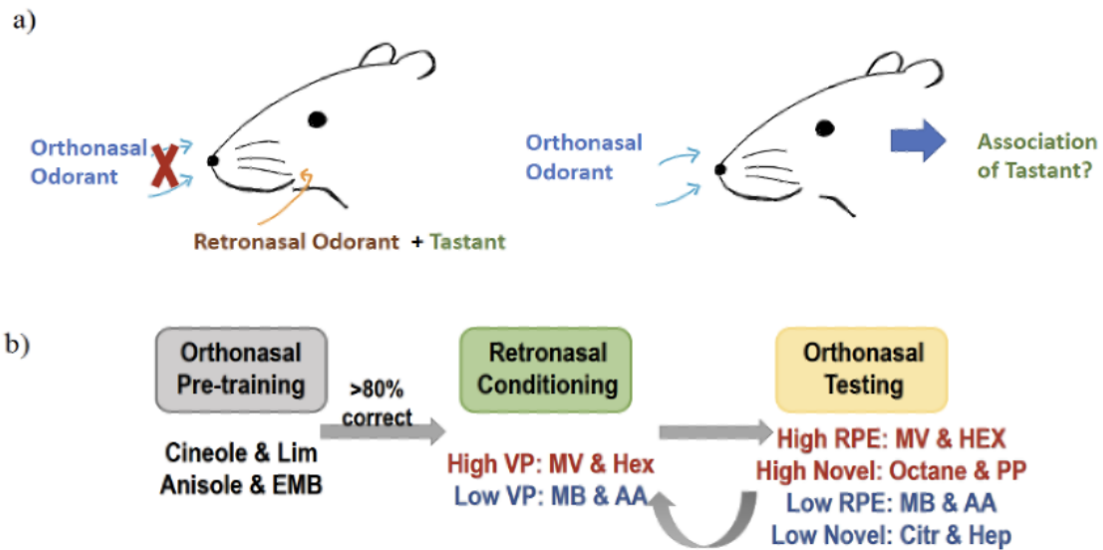 a)
Orthonasal
Odorant
Retronasal Odorant + Tastant
Orthonasal
Odorant
Association
of Tastant?
b)
Orthonasal
Pre-training
>80%
correct
Cineole & Lim
Anisole & EMB
Retronasal
Conditioning
High VP: MV & Hex
Low VP: MB & AA
Orthonasal
Testing
High RPE: MV & HEX
High Novel: Octane & PP
Low RPE: MB & AA
Low Novel: Citr & Hep